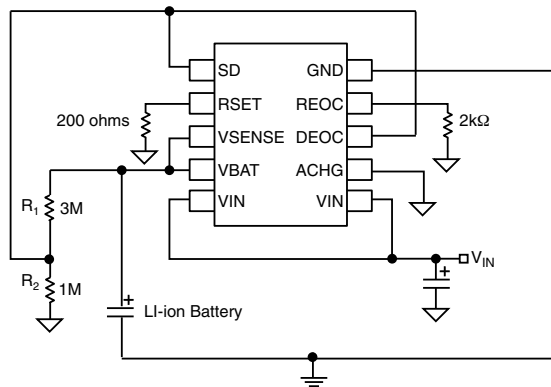 SD GND
200 ohms RSET REOC 2kΩ
VSENSE DEOC
VBAT ACHG
R1 3M VIN VIN
VIN
+
R2 1M + LI-ion Battery